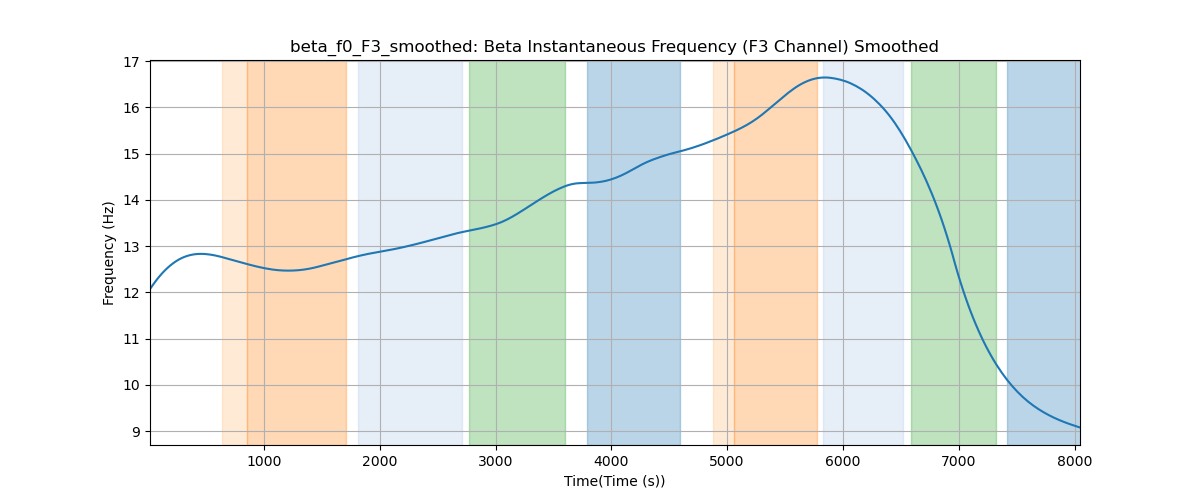 beta_f0_F3_smoothed: Beta Instantaneous Frequency (F3 Channel) Smoothed
17
16
15
14
13
12
11
10
9
Frequency (Hz)
1000 2000 3000 4000 5000 6000 7000 8000
Time(Time (s))